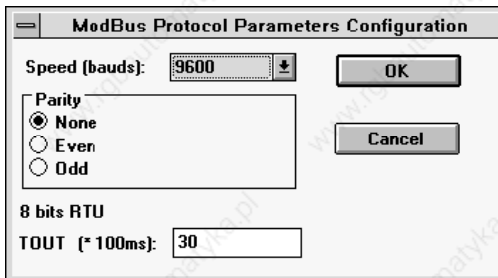 ModBus Protocol Parameters Configuration
Speed (bauds): 9600
OK
Parity
None
Even
Odd
Cancel
8 bits RTU
TOUT (* 100ms): 30